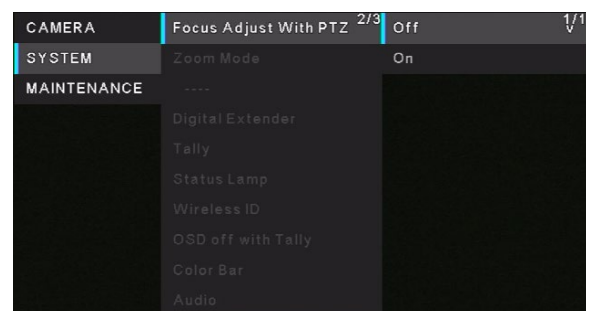 CAMERA
SYSTEM
MAINTENANCE
Focus Adjust With PTZ 2/3
Zoom Mode
----
Digital Extender
Tally
Status Lamp
Wireless ID
OSD off with Tally
Color Bar
Audio
Off 1/1
On